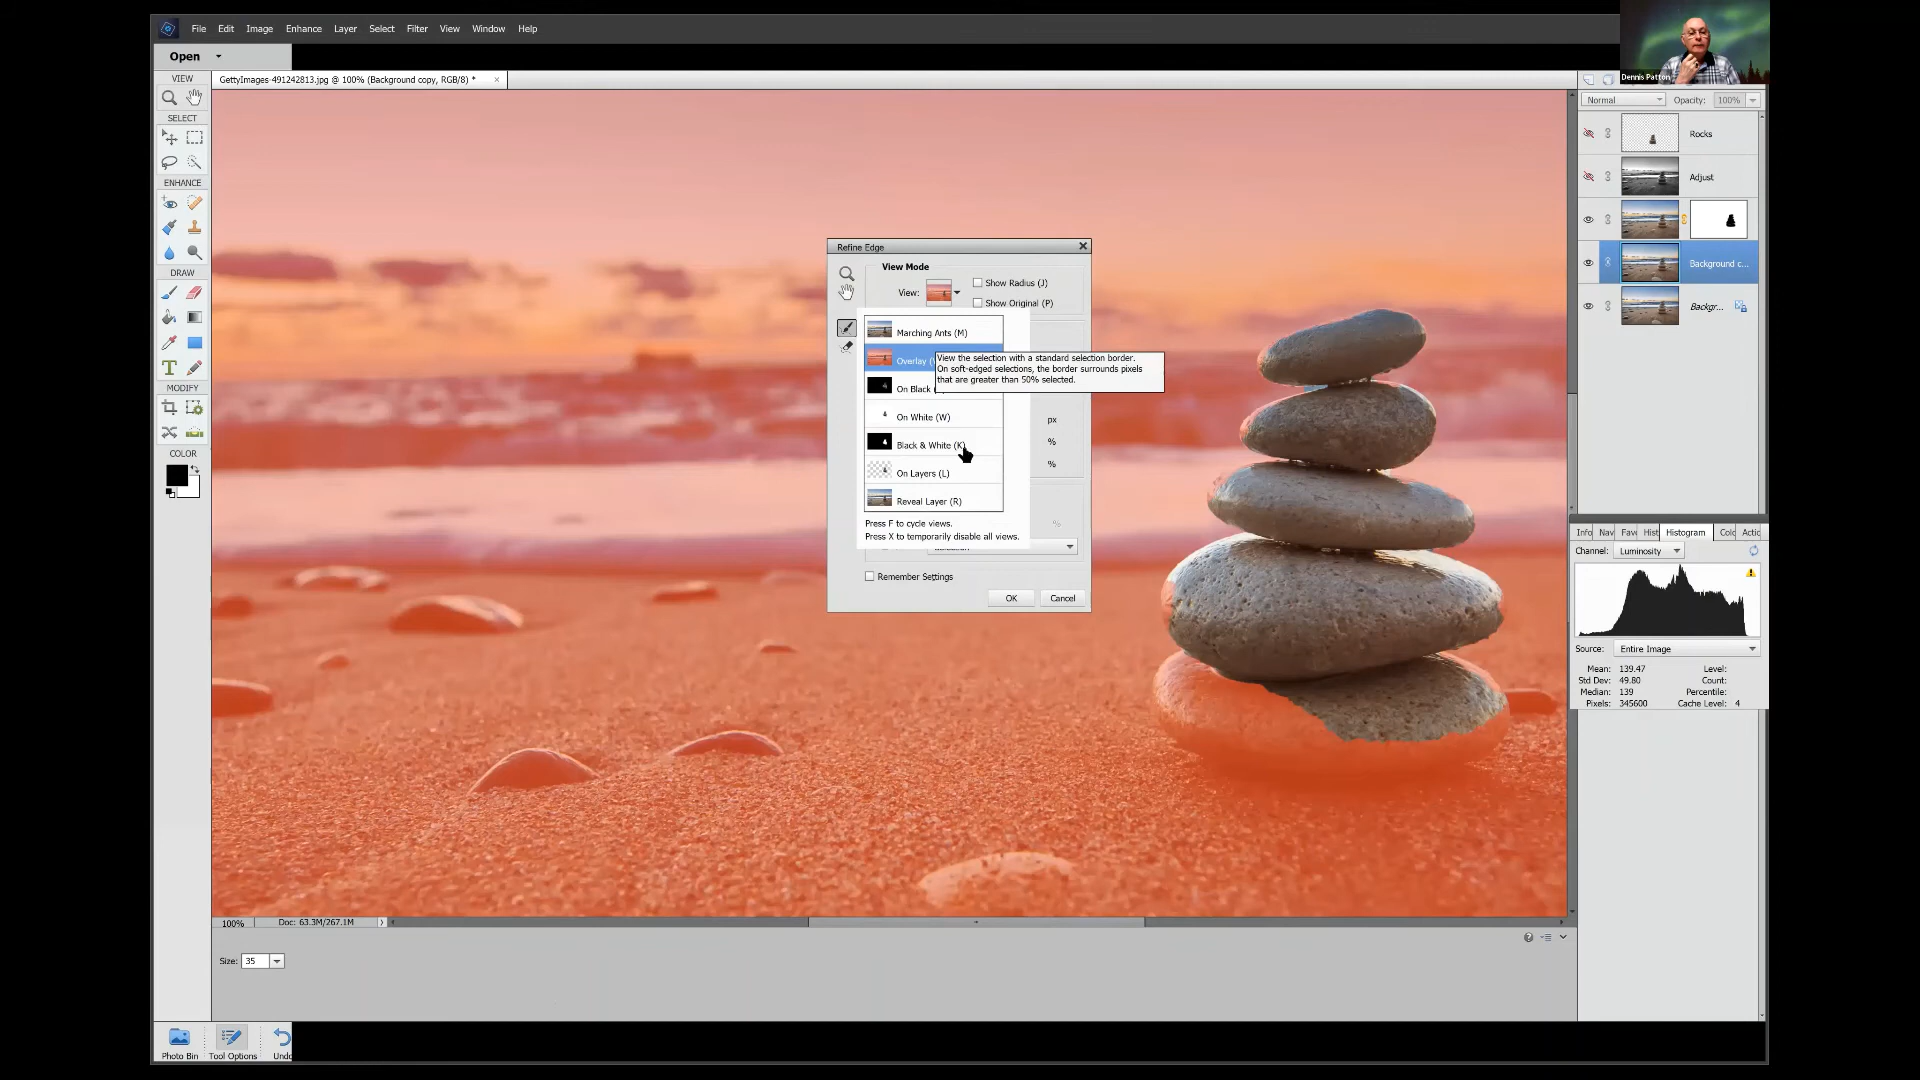 File Edit Image Enhance Layer Select Filter View Window Help
Dennis Patton
Open
VIEW
GettyImages-491242813.jpg @ 100% (Background copy, RGB/8) *
SELECT
ENHANCE
DRAW
MODIFY
COLOR
Refine Edge
View Mode
View:
Show Radius (J)
Show Original (P)
Marching Ants (M)
Overlay
View the selection with a standard selection border.
On soft-edged selections, the border surrounds pixels
that are greater than 50% selected.
On Black
On White (W)
Black & White (K)
On Layers (L)
Reveal Layer (R)
Press F to cycle views.
Press X to temporarily disable all views.
px
%
%
%
Remember Settings
OK Cancel
Normal Opacity: 100%
Rocks
Adjust
Background c...
Backgr...
Info Nav Fav Hist Histogram Colo Actic
Channel: Luminosity
Source: Entire Image
Mean: 139.47 Level:
Std Dev: 49.80 Count:
Median: 139 Percentile:
Pixels: 345600 Cache Level: 4
100% Doc: 63.3M/267.1M
Size: 35
Photo Bin Tool Options Undo